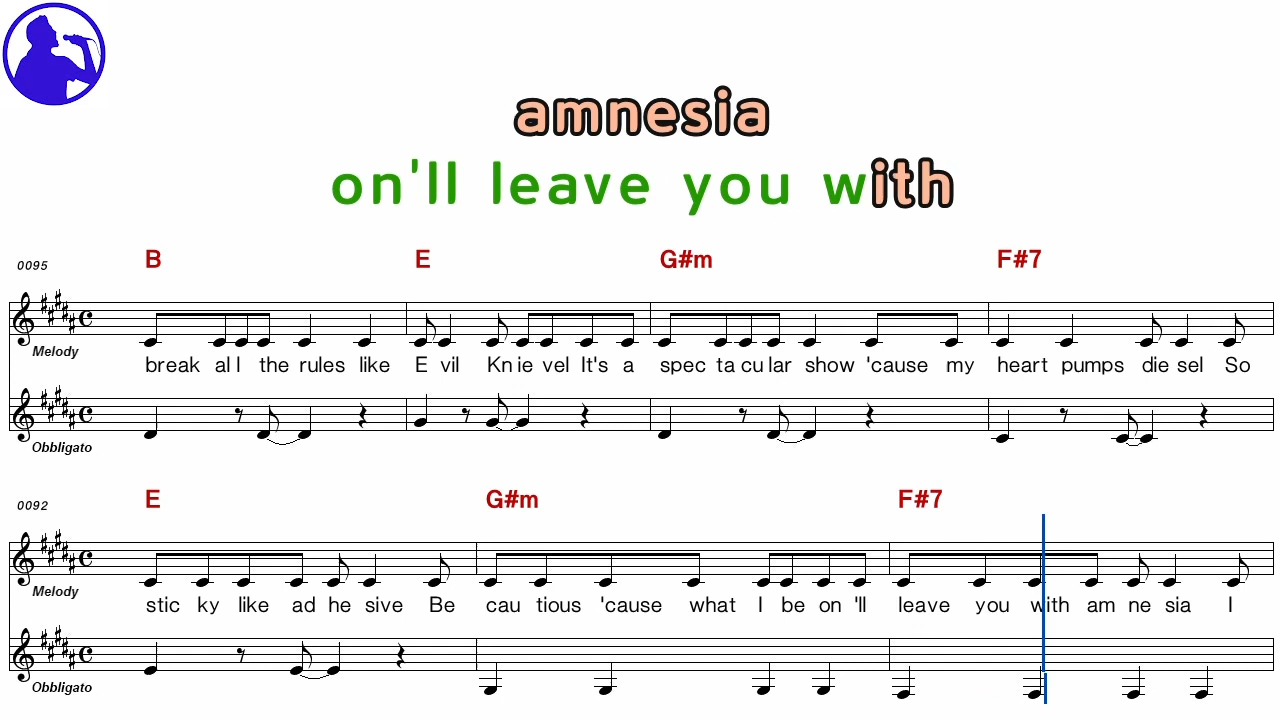 amnesia
on'll leave you with
0095 B E G#m F#7
Melody
break al l the rules like E vil Kn ie vel It's a spec ta cu lar show 'cause my heart pumps die sel So
Obbligato
0092 E G#m F#7
Melody
stic ky like ad he sive Be cau tious 'cause what I be on 'll leave you with am ne sia I
Obbligato